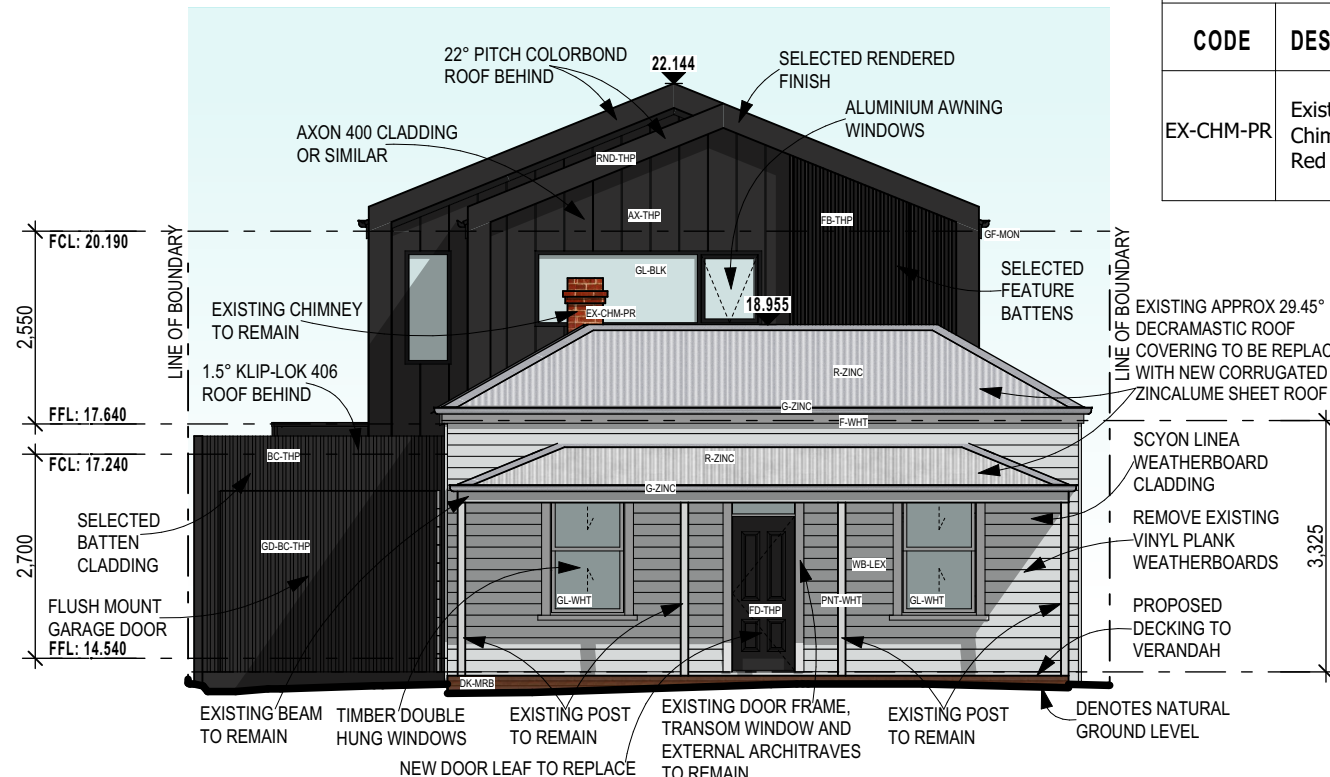 22° PITCH COLORBOND
ROOF BEHIND
22.144
SELECTED RENDERED
FINISH
ALUMINIUM AWNING
WINDOWS
AXON 400 CLADDING
OR SIMILAR
RND-THP
AX-THP
FB-THP
GF-MON
FCL: 20.190
LINE OF BOUNDARY
2,550
GL-BLK
EXISTING CHIMNEY
TO REMAIN
EX-CHM-PR
18.955
SELECTED
FEATURE
BATTENS
LINE OF BOUNDARY
EXISTING APPROX 29.45°
DECRAMASTIC ROOF
COVERING TO BE REPLAC
WITH NEW CORRUGATED
ZINCALUME SHEET ROOF
1.5° KLIP-LOK 406
ROOF BEHIND
R-ZINC
G-ZINC
F-WHT
FFL: 17.640
FCL: 17.240
BC-THP
R-ZINC
G-ZINC
SCYON LINEA
WEATHERBOARD
CLADDING
SELECTED
BATTEN
CLADDING
2,700
GD-BC-THP
REMOVE EXISTING
VINYL PLANK
WEATHERBOARDS
3,325
WB-LEX
GL-WHT
FD-THP
PNT-WHT
GL-WHT
FLUSH MOUNT
GARAGE DOOR
FFL: 14.540
PROPOSED
DECKING TO
VERANDAH
DK-MRB
EXISTING BEAM
TO REMAIN
TIMBER DOUBLE
HUNG WINDOWS
EXISTING POST
TO REMAIN
EXISTING DOOR FRAME,
TRANSOM WINDOW AND
EXTERNAL ARCHITRAVES
TO REMAIN
EXISTING POST
TO REMAIN
DENOTES NATURAL
GROUND LEVEL
NEW DOOR LEAF TO REPLACE
CODE
DES
EX-CHM-PR
Exist
Chim
Red